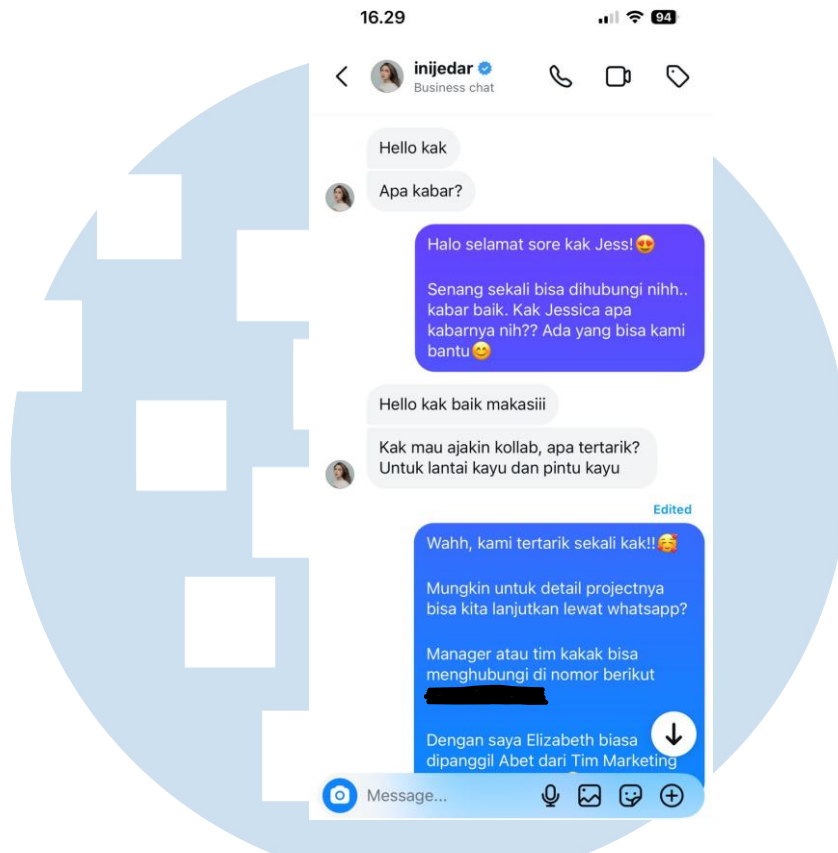 16.29
94
inijedar
Business chat
Hello kak
Apa kabar?
Halo selamat sore kak Jess!😍
Senang sekali bisa dihubungi nihh..
kabar baik. Kak Jessica apa
kabarnya nih?? Ada yang bisa kami
bantu😊
Hello kak baik makasiii
Kak mau ajakin kollab, apa tertarik?
Untuk lantai kayu dan pintu kayu
Edited
Wahh, kami tertarik sekali kak!!🥰
Mungkin untuk detail projectnya
bisa kita lanjutkan lewat whatsapp?
Manager atau tim kakak bisa
menghubungi di nomor berikut
Dengan saya Elizabeth biasa
dipanggil Abet dari Tim Marketing
Message...